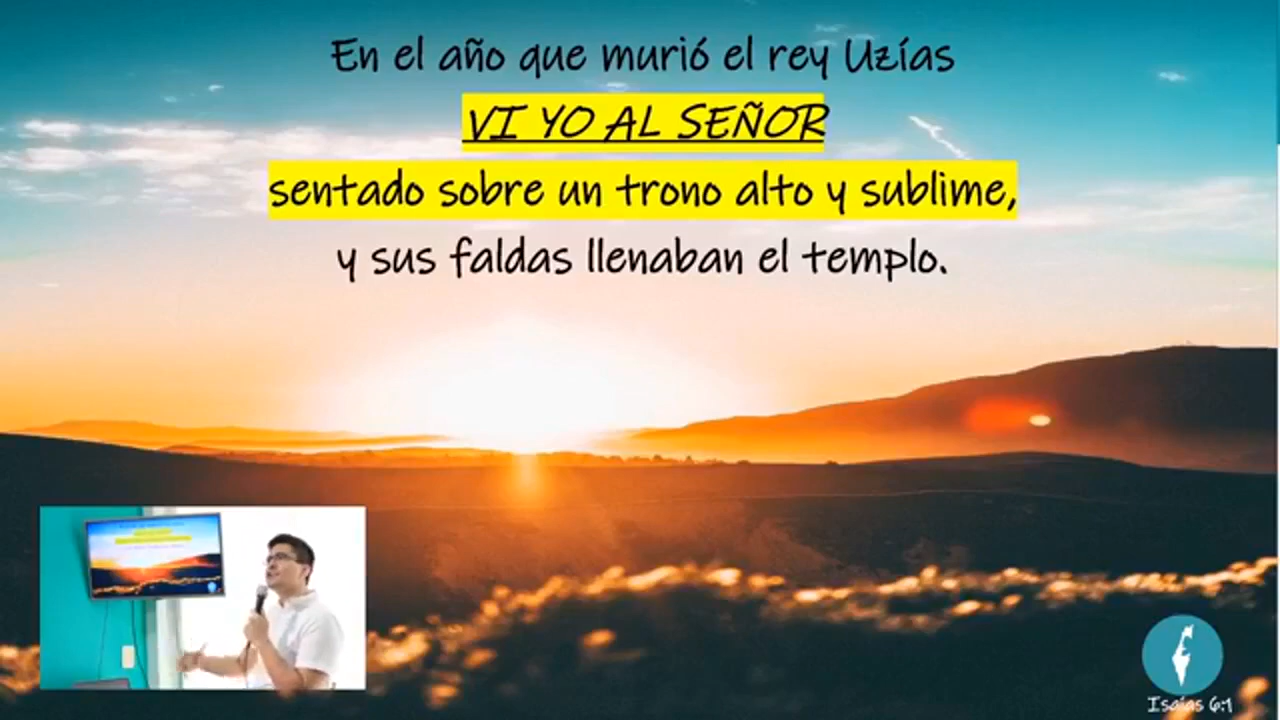 En el año que murió el rey Uzías
VI YO AL SEÑOR
sentado sobre un trono alto y sublime,
y sus faldas llenaban el templo.
Isaías 6:1